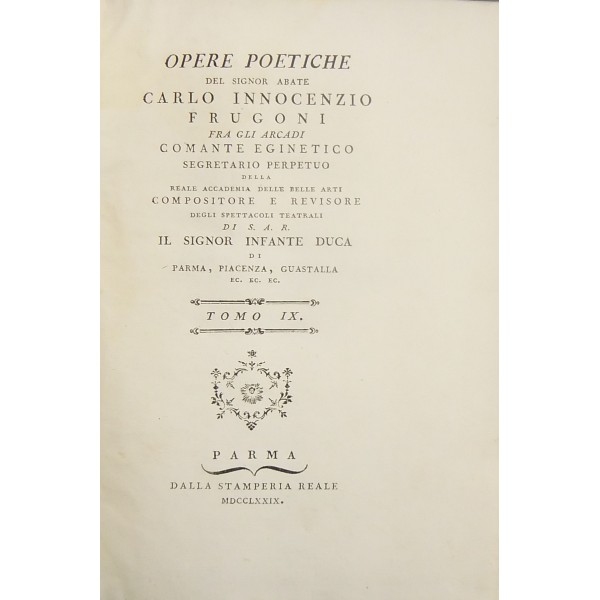 OPERE POETICHE
DEL SIGNOR ABATE
CARLO INNOCENZIO
FRUGONI
FRA GLI ARCADI
COMANTE EGINETICO
SEGRETARIO PERPETUO
DELLA
REALE ACCADEMIA DELLE BELLE ARTI
COMPOSITORE E REVISORE
DEGLI SPETTACOLI TEATRALI
DI S. A. R.
IL SIGNOR INFANTE DUCA
DI
PARMA, PIACENZA, GUASTALLA
EC. EC. EC.
TOMO IX.
PARMA
DALLA STAMPERIA REALE
MDCCLXXIX.